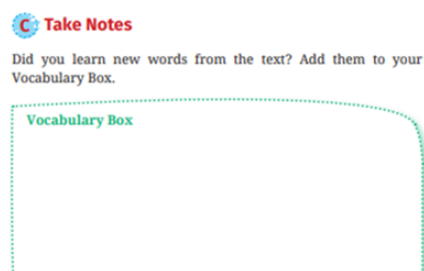 C Take Notes
Did you learn new words from the text? Add them to your
Vocabulary Box.
Vocabulary Box